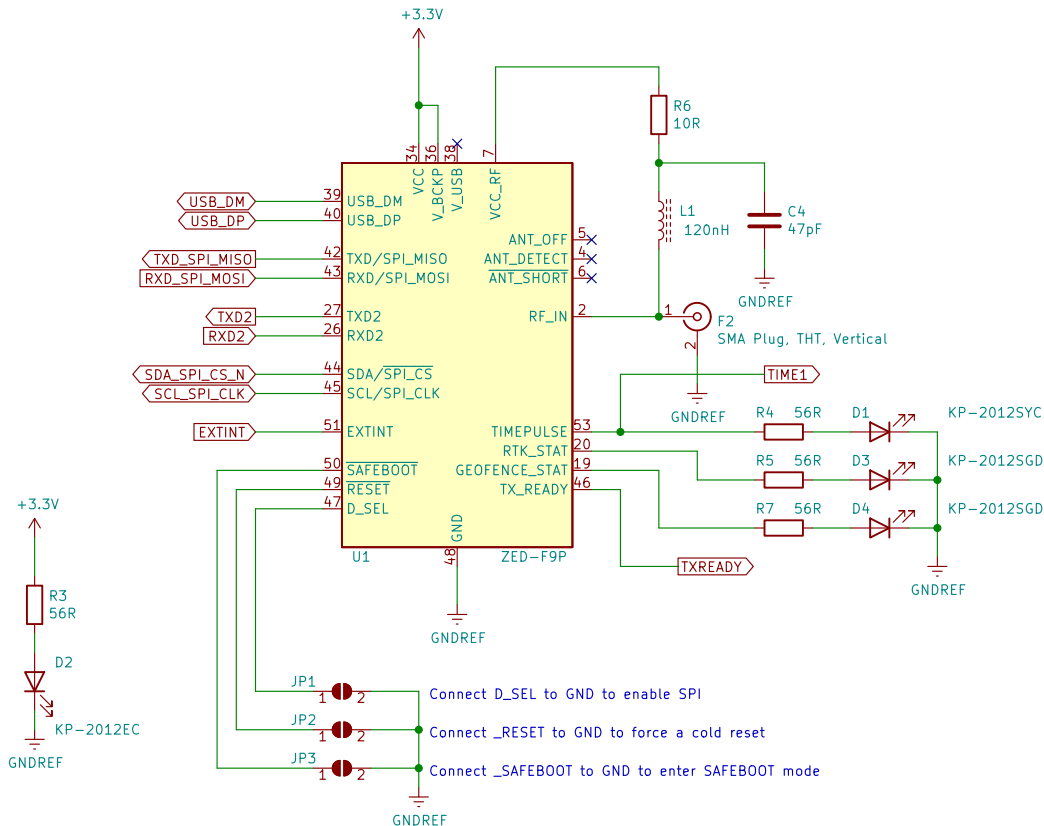 +3.3V
R6
10R
34
36
38
7
VCC
V_BCKP
V_USB
VCC_RF
USB_DM
39
USB_DM
USB_DP
40
USB_DP
L1
120nH
C4
47pF
ANT_OFF
5
TXD_SPI_MISO
42
TXD/SPI_MISO
ANT_DETECT
4
RXD_SPI_MOSI
43
RXD/SPI_MOSI
ANT_SHORT
6
GNDREF
TXD2
27
TXD2
RF_IN
2
1
F2
RXD2
26
RXD2
2
SMA Plug, THT, Vertical
SDA_SPI_CS_N
44
SDA/SPI_CS
TIME1
SCL_SPI_CLK
45
SCL/SPI_CLK
GNDREF
R4
56R
D1
KP-2012SYC
EXTINT
51
EXTINT
TIMEPULSE
53
RTK_STAT
20
R5
56R
D3
KP-2012SGD
50
SAFEBOOT
GEOFENCE_STAT
19
49
RESET
TX_READY
46
47
D_SEL
R7
56R
D4
KP-2012SGD
GND
48
U1
ZED-F9P
TXREADY
GNDREF
GNDREF
+3.3V
R3
56R
D2
KP-2012EC
GNDREF
JP1
1
2
Connect D_SEL to GND to enable SPI
JP2
1
2
Connect _RESET to GND to force a cold reset
JP3
1
2
Connect _SAFEBOOT to GND to enter SAFEBOOT mode
GNDREF